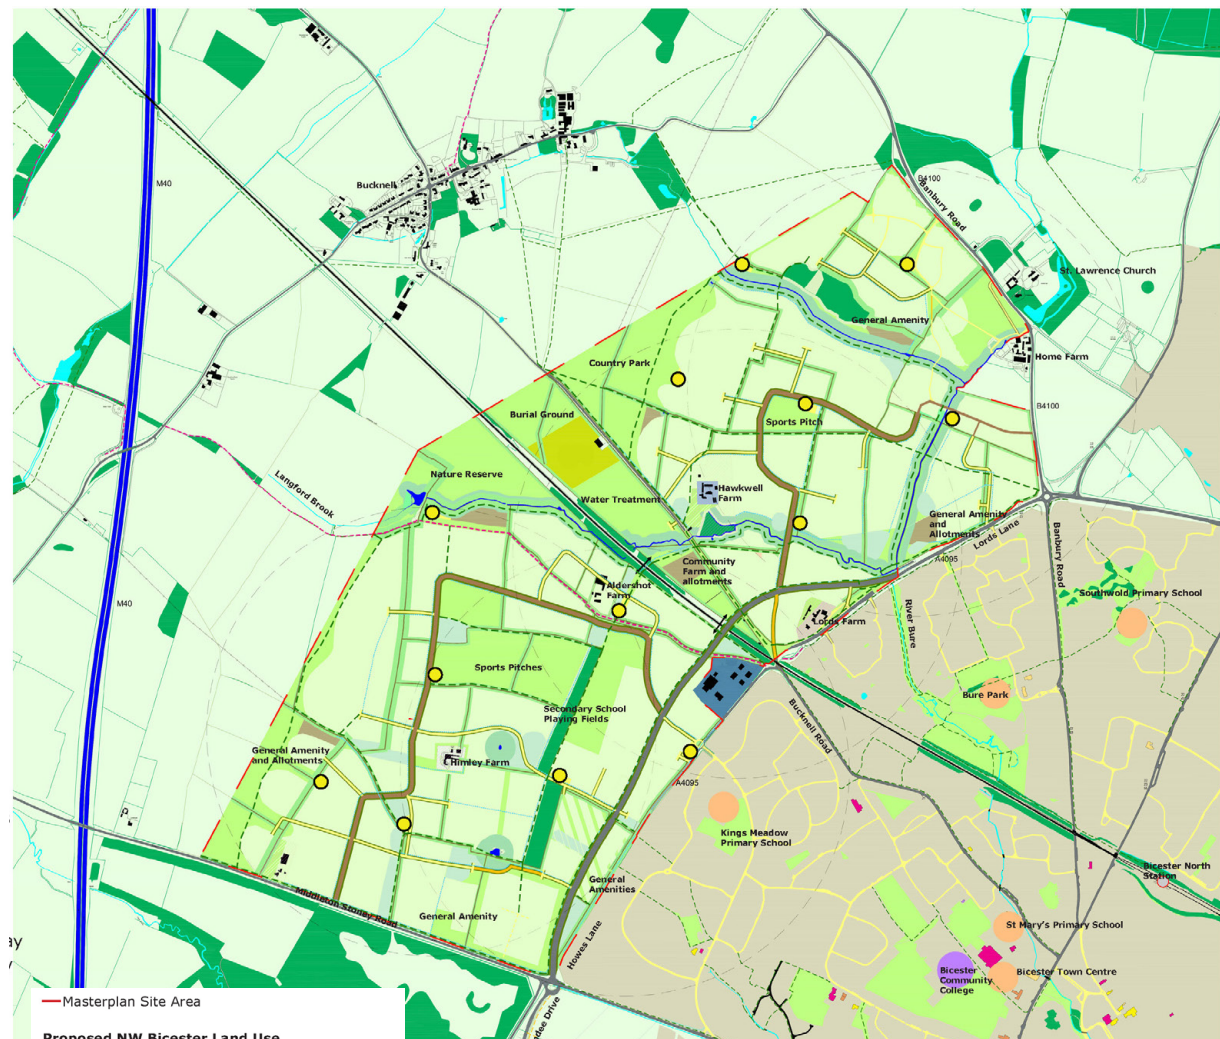 B4100
Banbury Road
Bucknell
M40
St. Lawrence Church
General Amenity
Home Farm
Country Park
B4100
Burial Ground
Sports Pitch
Nature Reserve
Langford Brook
Water Treatment
Hawkwell
Farm
General Amenity
and
Allotments
Lords Lane
Banbury Road
A4095
Community
Farm and
allotments
Aldershot
Farm
M40
Southwold Primary School
Lords Farm
River Bure
Sports Pitches
Bure Park
Secondary School
Playing Fields
Bucknell Road
General Amenity
and Allotments
Himley Farm
A4095
Kings Meadow
Primary School
Bicester North
Station
General
Amenities
Middleton Stoney Road
General Amenity
St Mary's Primary School
Howes Lane
Bicester
Community
College
Bicester Town Centre
Masterplan Site Area
Proposed NW Bicester Land Use